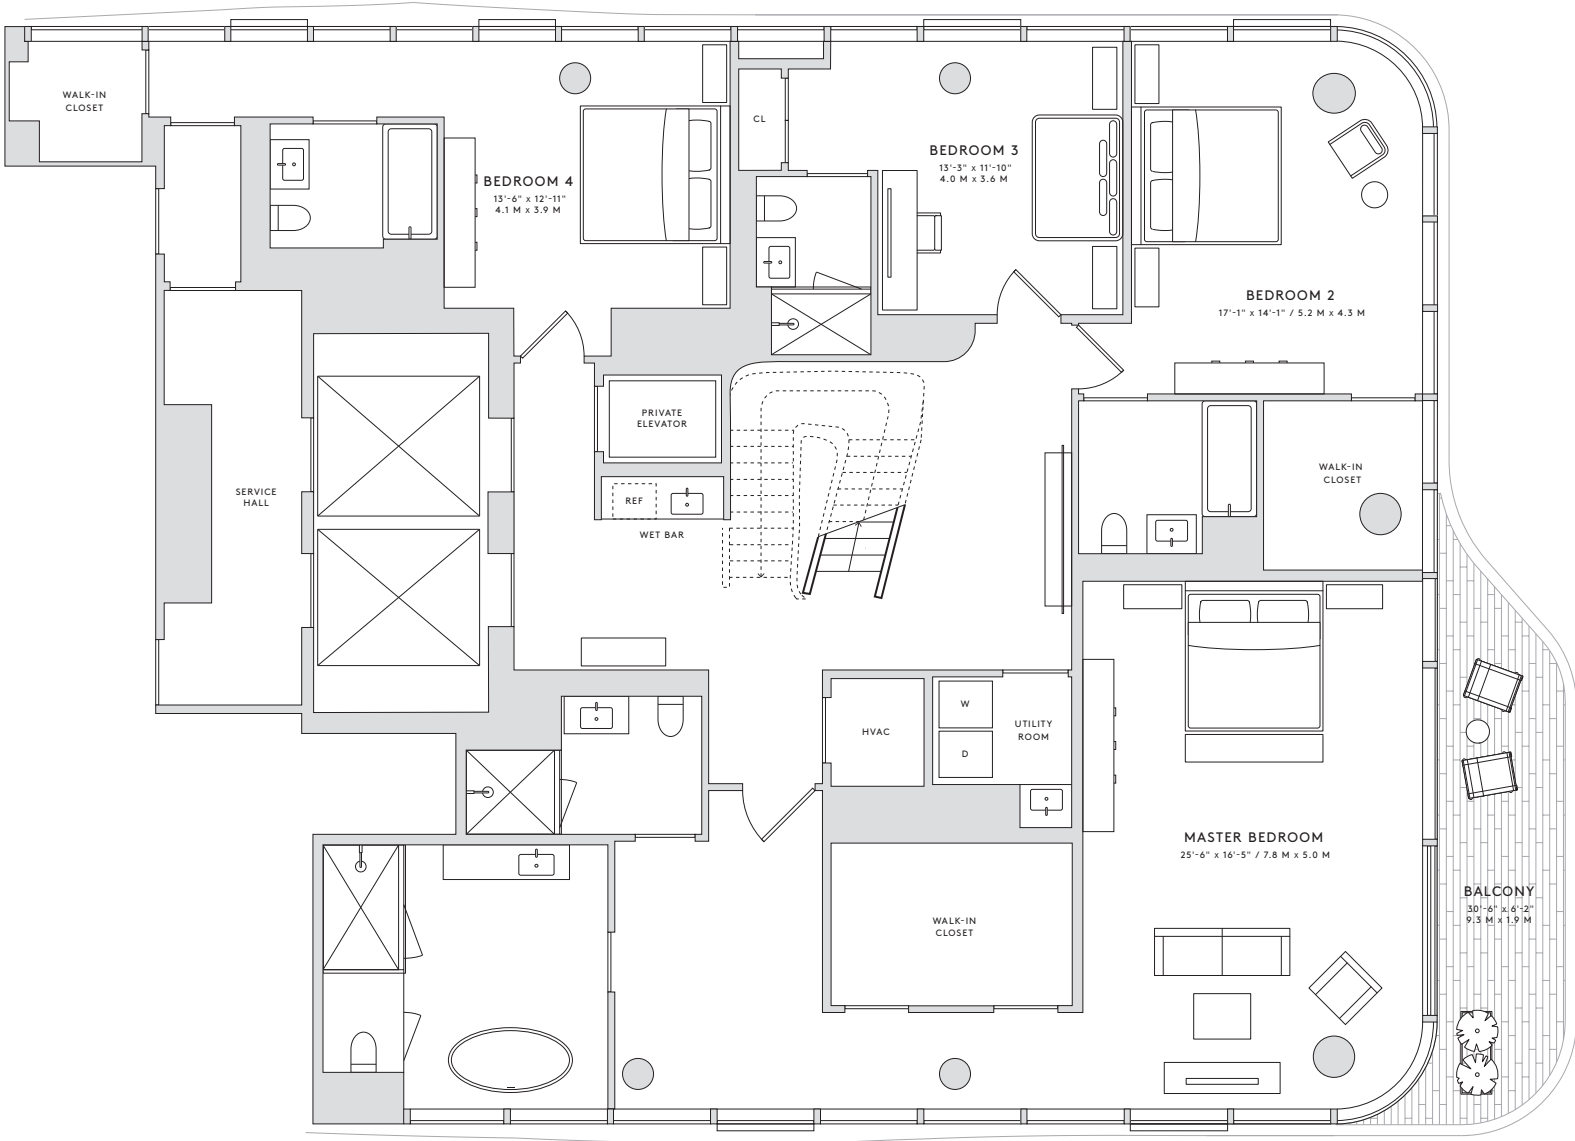 WALK-IN
CLOSET
CL
BEDROOM 3
13'-3" x 11'-10"
4.0 M x 3.6 M
BEDROOM 4
13'-6" x 12'-11"
4.1 M x 3.9 M
BEDROOM 2
17'-1" x 14'-1" / 5.2 M x 4.3 M
PRIVATE
ELEVATOR
WALK-IN
CLOSET
SERVICE
HALL
REF
WET BAR
W
HVAC
UTILITY
ROOM
D
MASTER BEDROOM
25'-6" x 16'-5" / 7.8 M x 5.0 M
BALCONY
30'-6" x 6'-2"
9.3 M x 1.9 M
WALK-IN
CLOSET